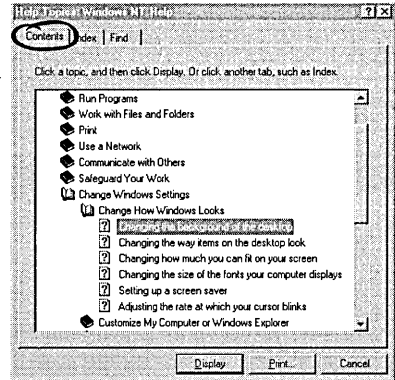 Help Topics: Windows NT Help
Contents Index Find
Click a topic, and then click Display. Or click another tab, such as Index.
Run Programs
Work with Files and Folders
Print
Use a Network
Communicate with Others
Safeguard Your Work
Change Windows Settings
Change How Windows Looks
Changing the background of the desktop
Changing the way items on the desktop look
Changing how much you can fit on your screen
Changing the size of the fonts your computer displays
Setting up a screen saver
Adjusting the rate at which your cursor blinks
Customize My Computer or Windows Explorer
Display Print... Cancel